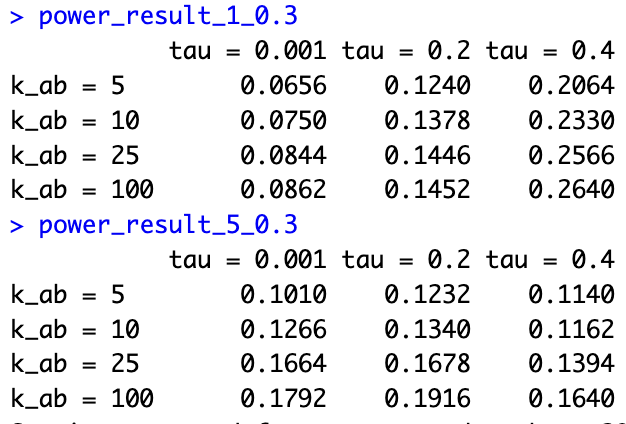 > power_result_1_0.3
tau = 0.001 tau = 0.2 tau = 0.4
k_ab = 5 0.0656 0.1240 0.2064
k_ab = 10 0.0750 0.1378 0.2330
k_ab = 25 0.0844 0.1446 0.2566
k_ab = 100 0.0862 0.1452 0.2640
> power_result_5_0.3
tau = 0.001 tau = 0.2 tau = 0.4
k_ab = 5 0.1010 0.1232 0.1140
k_ab = 10 0.1266 0.1340 0.1162
k_ab = 25 0.1664 0.1678 0.1394
k_ab = 100 0.1792 0.1916 0.1640